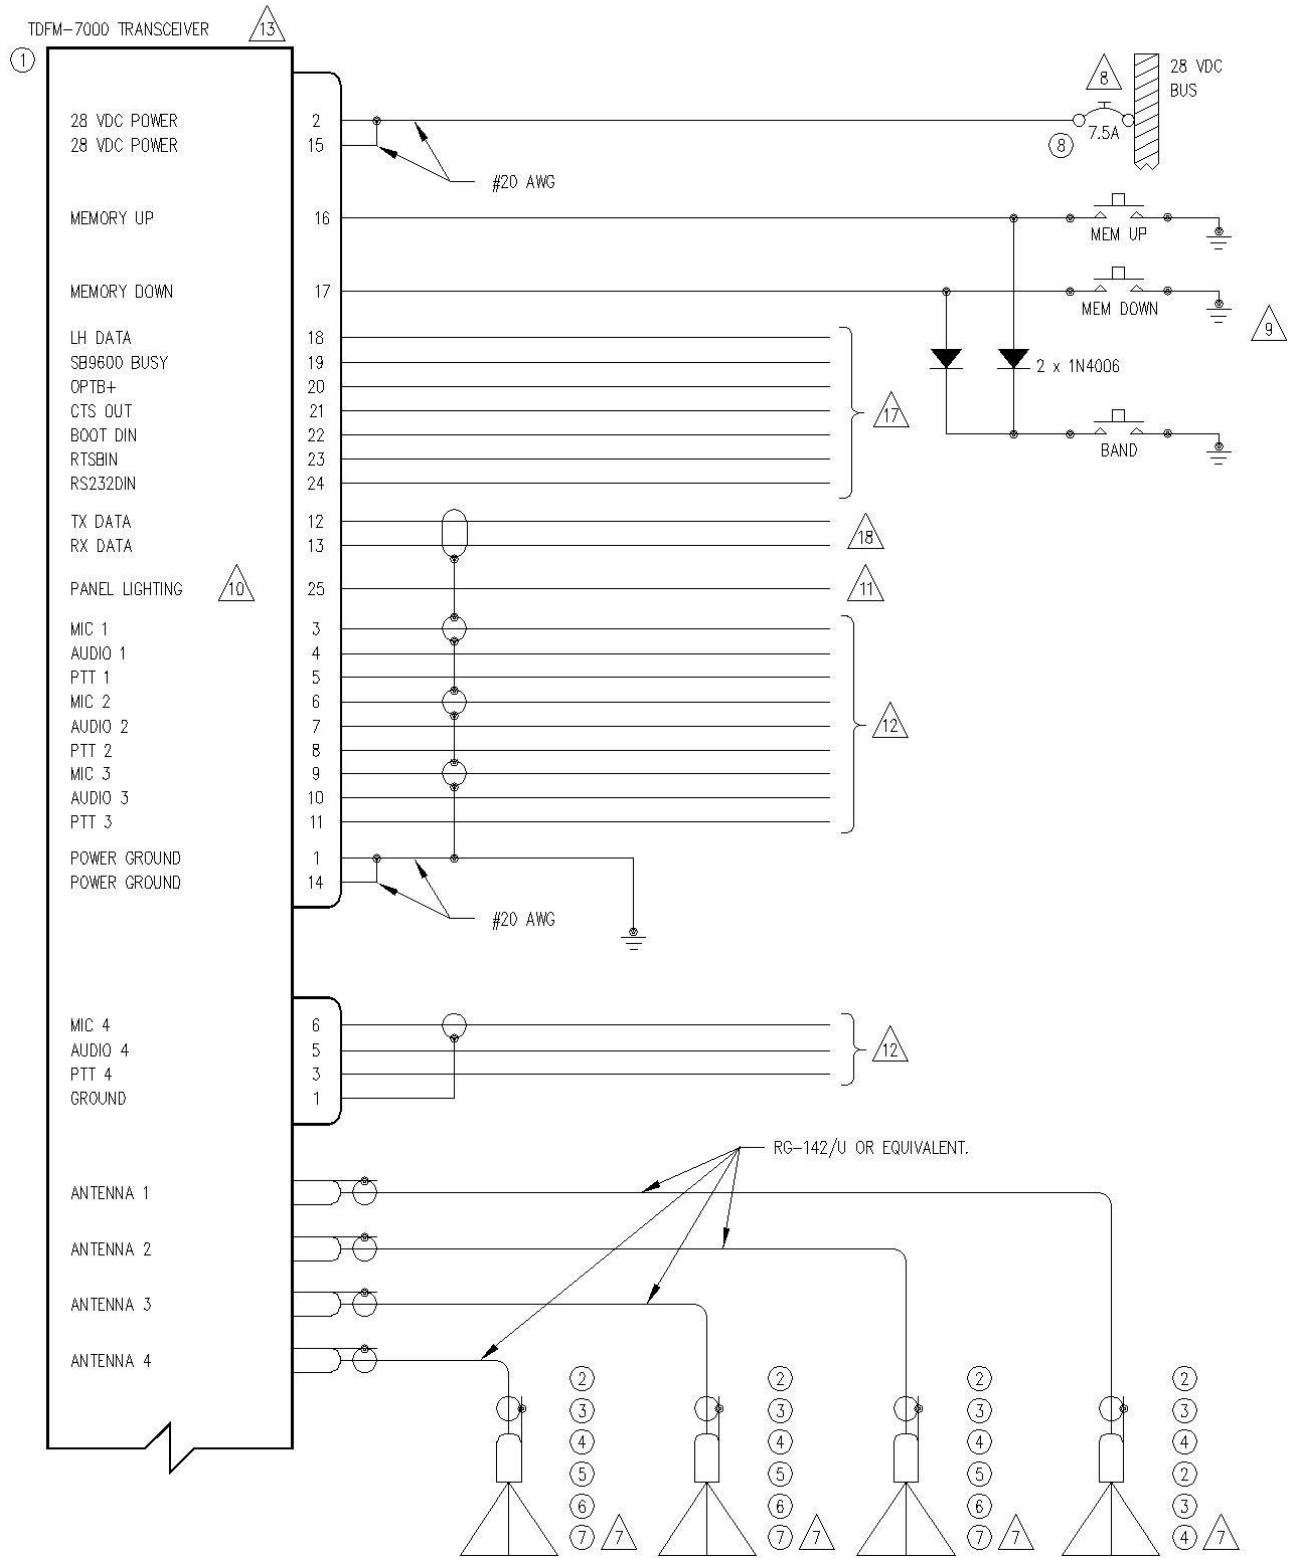 TDFM-7000 TRANSCEIVER 13
1
8 28 VDC
BUS
28 VDC POWER 2
7.5A
28 VDC POWER 15 8
#20 AWG
MEMORY UP 16
MEM UP
MEMORY DOWN 17
MEM DOWN
9
LH DATA 18
SB9600 BUSY 19
2 x 1N4006
OPTB+ 20
CTS OUT 21
17
BOOT DIN 22
BAND
RTSBIN 23
RS232DIN 24
TX DATA 12
18
RX DATA 13
PANEL LIGHTING 10 25 11
MIC 1 3
AUDIO 1 4
PTT 1 5
MIC 2 6
AUDIO 2 7 12
PTT 2 8
MIC 3 9
AUDIO 3 10
PTT 3 11
POWER GROUND 1
POWER GROUND 14
#20 AWG
MIC 4 6
AUDIO 4 5 12
PTT 4 3
GROUND 1
RG-142/U OR EQUIVALENT.
ANTENNA 1
ANTENNA 2
ANTENNA 3
ANTENNA 4
2 2 2 2
3 3 3 3
4 4 4 4
5 5 5 2
6 6 6 3
7 7 7 7 7 7 4 7